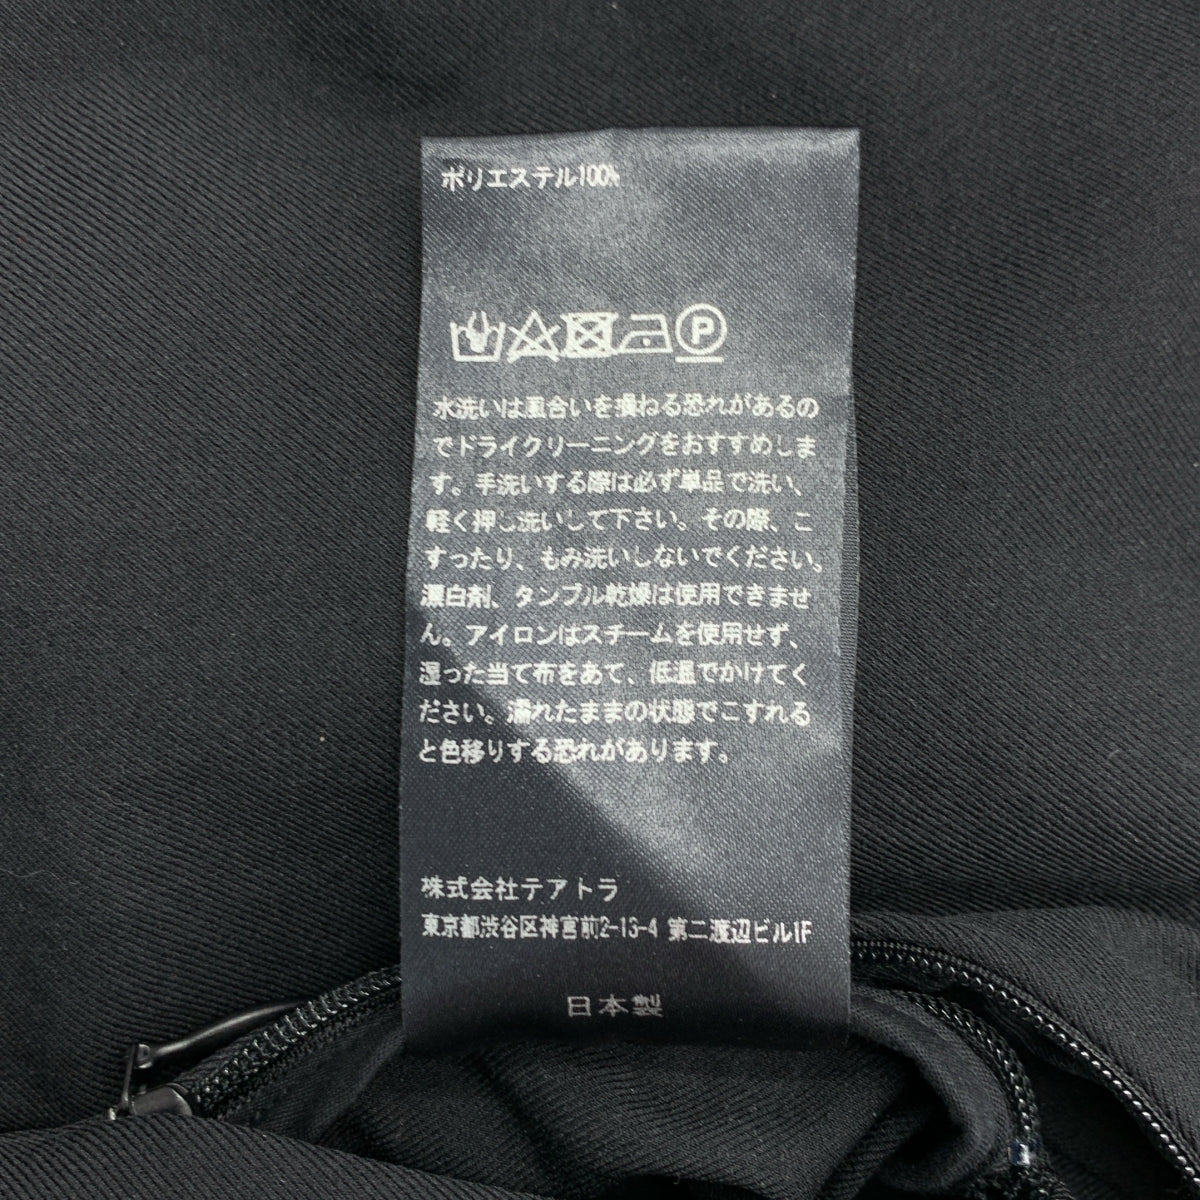 ポリエステル100%
P
水洗いは風合いを損ねる恐れがあるの
でドライクリーニングをおすすめしま
す。手洗いする際は必ず単品で洗い、
軽く押し洗いして下さい。その際、こ
すったり、もみ洗いしないでください。
漂白剤、タンブル乾燥は使用できませ
ん。アイロンはスチームを使用せず、
湿った当て布をあて、低温でかけてく
ださい。濡れたままの状態でこすれる
と色移りする恐れがあります。
株式会社テアトラ
東京都渋谷区神宮前2-13-4 第二渡辺ビル1F
日本製